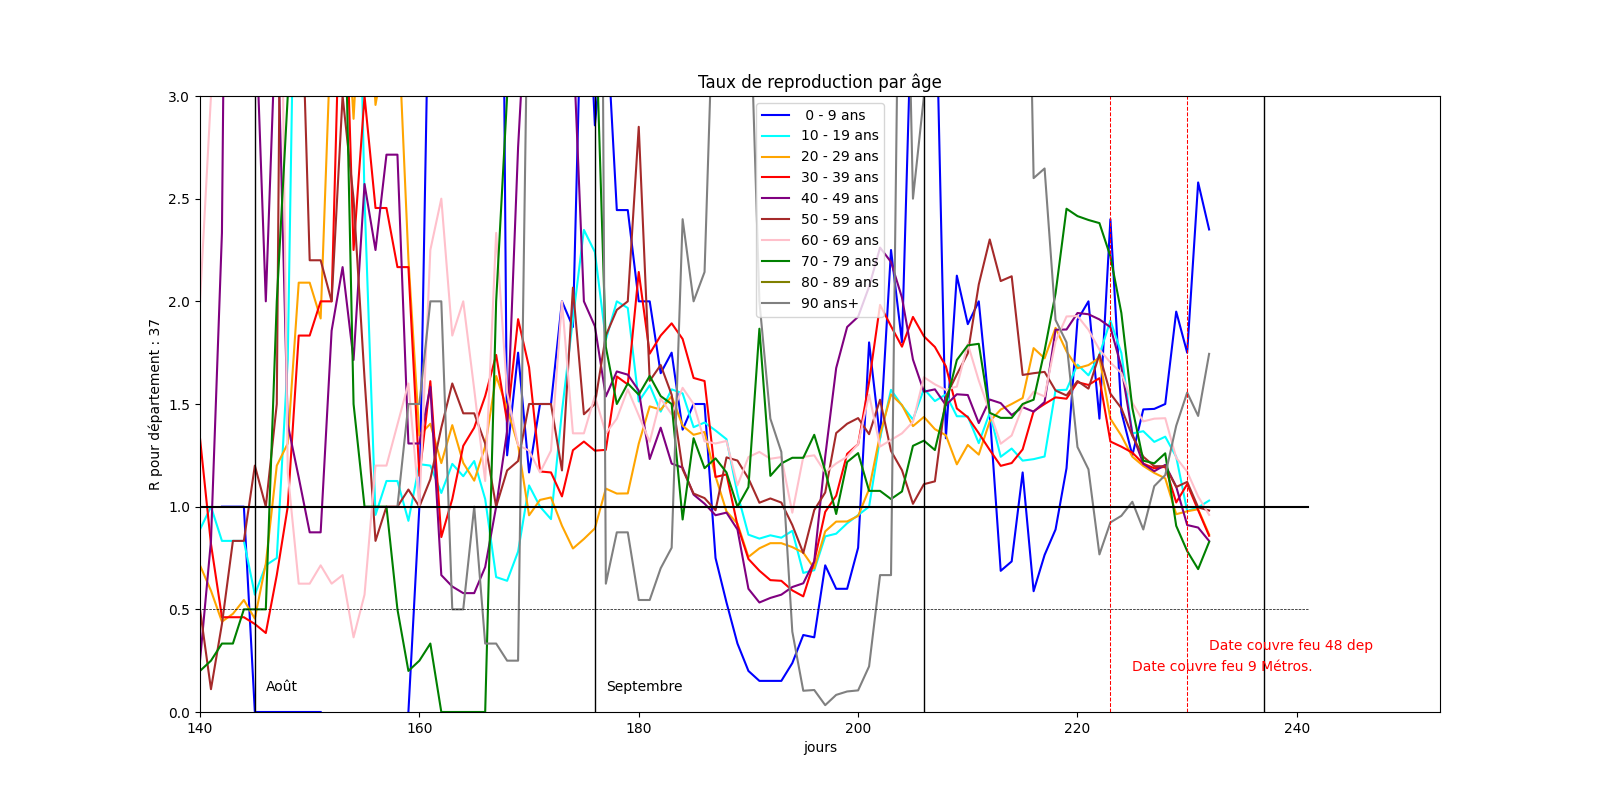 Taux de reproduction par âge
R pour département : 37
3.0
2.5
2.0
1.5
1.0
0.5
0.0
0 - 9 ans
10 - 19 ans
20 - 29 ans
30 - 39 ans
40 - 49 ans
50 - 59 ans
60 - 69 ans
70 - 79 ans
80 - 89 ans
90 ans+
Date couvre feu 48 dep
Date couvre feu 9 Métros.
Août
Septembre
140
160
180
200
220
240
jours